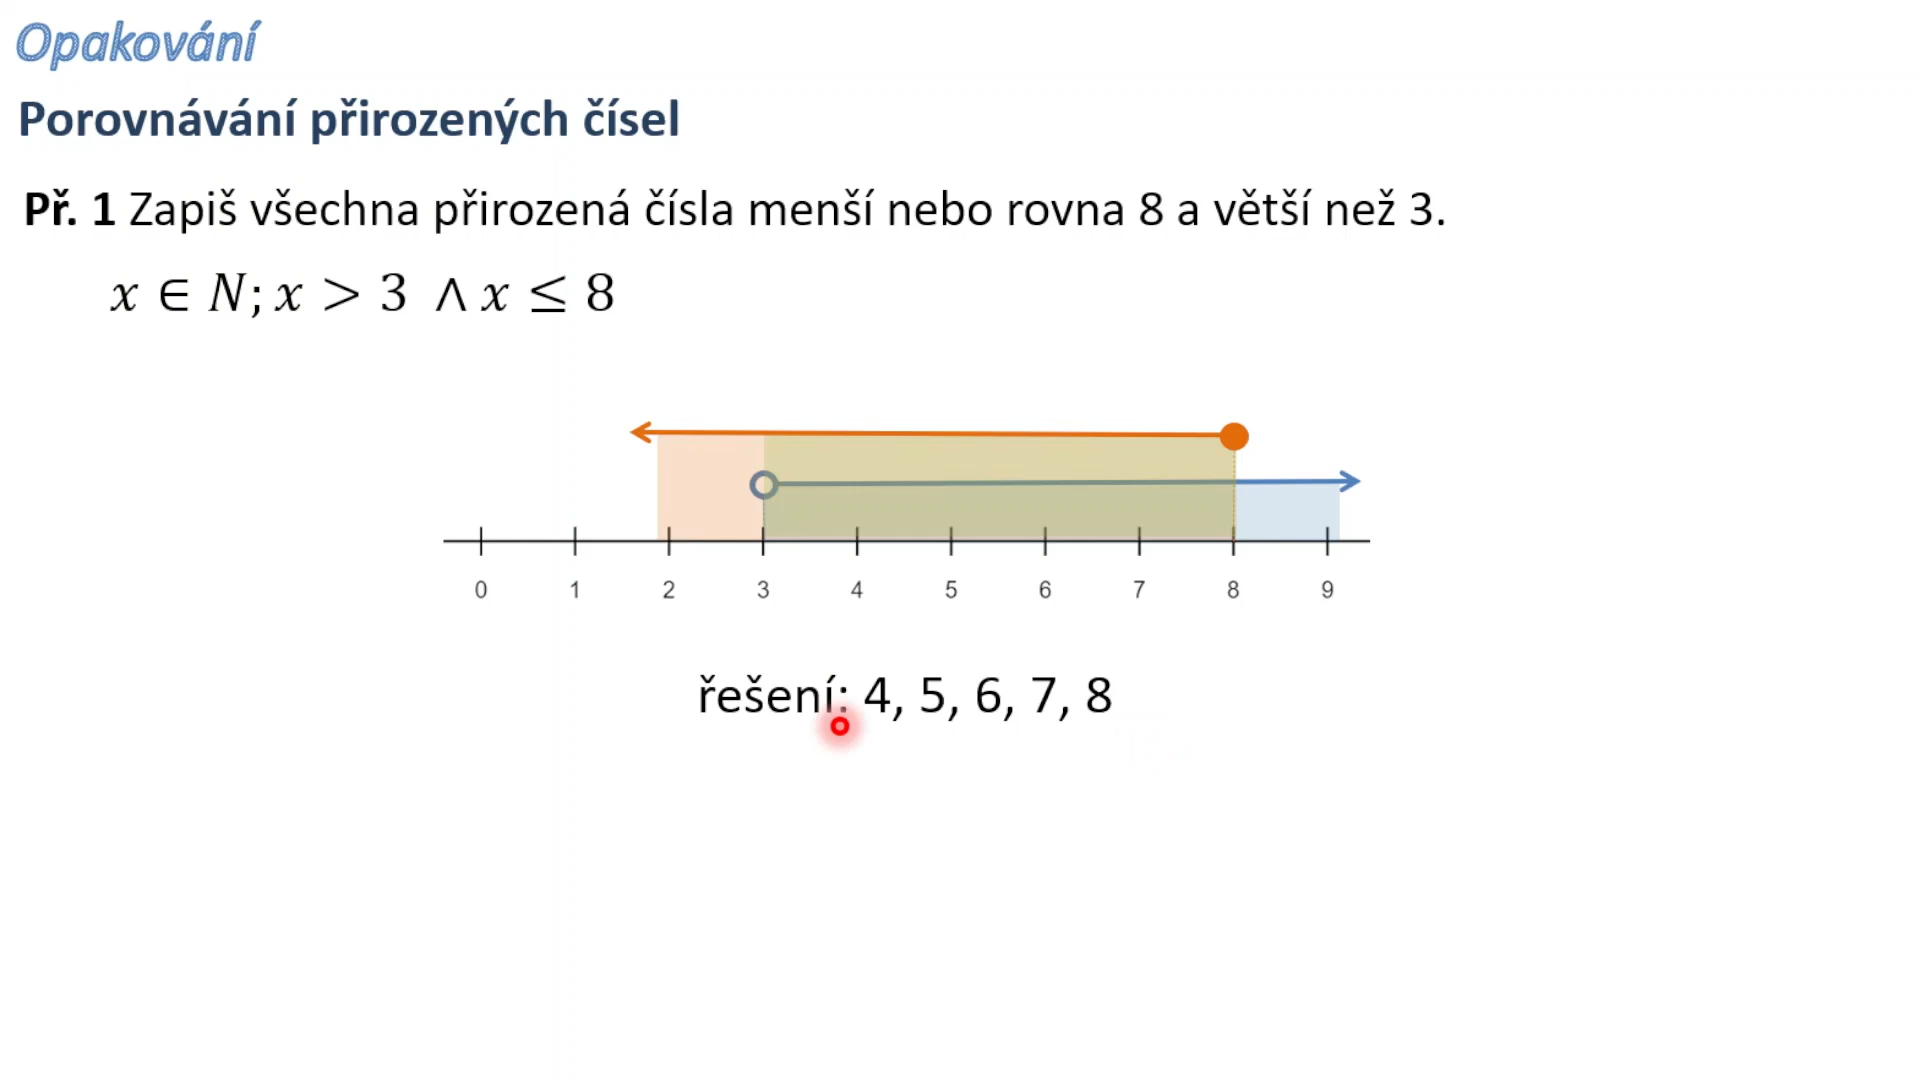 Opakování
Porovnávání přirozených čísel
Př. 1 Zapiš všechna přirozená čísla menší nebo rovna 8 a větší než 3.
x ∈ N; x > 3 ∧ x ≤ 8
0 1 2 3 4 5 6 7 8 9
řešení: 4, 5, 6, 7, 8